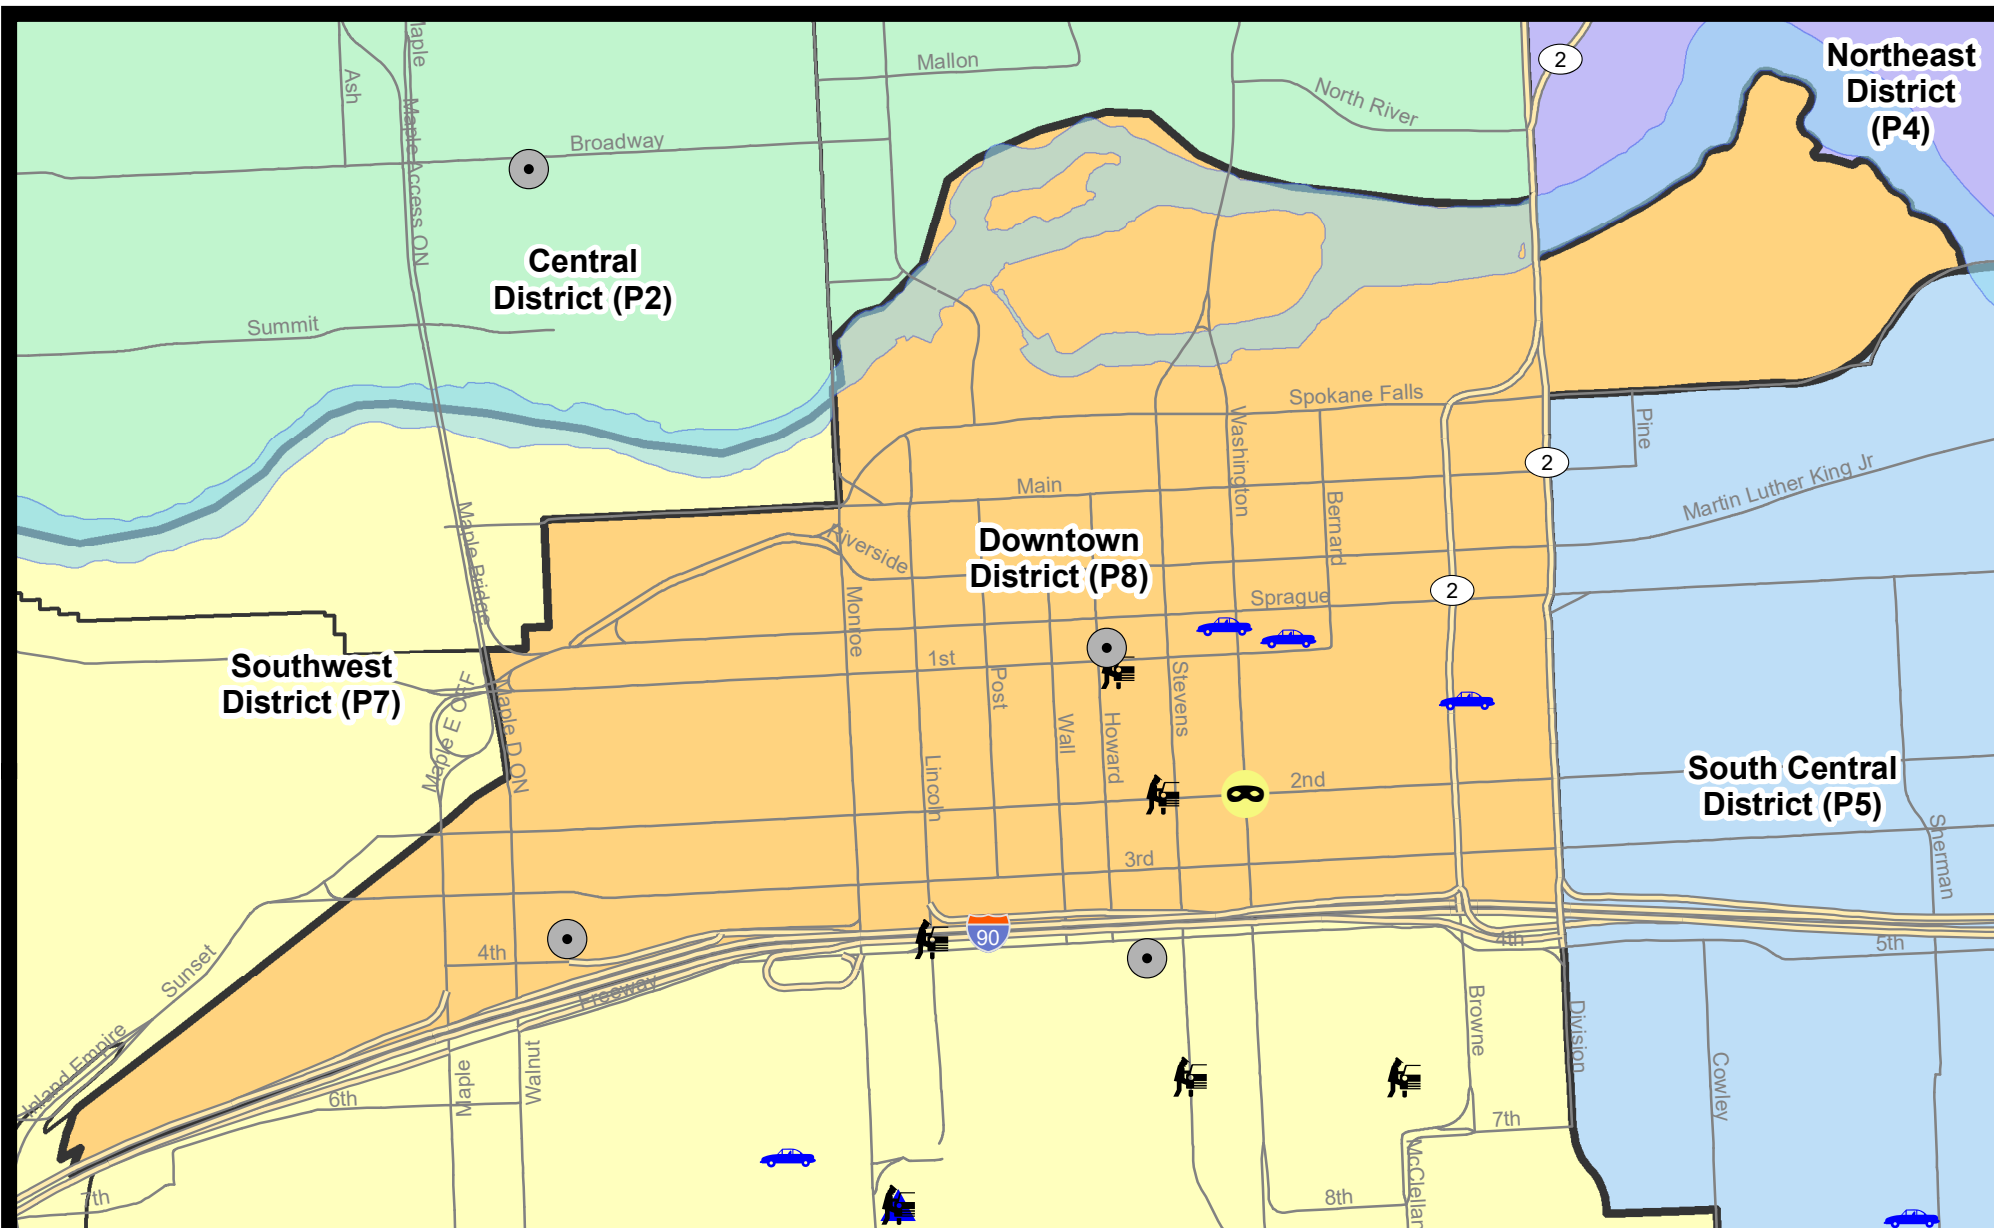 Maple
2
Northeast
District
(P4)
Mallon
Ash
North River
Maple Access ON
Broadway
Central
District (P2)
Summit
Spokane Falls
Washington
Pine
2
Martin Luther King Jr
Main
Bernard
Maple Bridge
Riverside
Downtown
District (P8)
2
Sprague
Monroe
Southwest
District (P7)
1st
Post
Stevens
Maple E OFF
Maple D ON
Wall
Howard
Lincoln
2nd
South Central
District (P5)
3rd
Sherman
90
4th
4th
5th
Sunset
Freeway
Browne
Division
Inland Empire
Maple
Walnut
Cowley
6th
7th
McClellan
7th
8th